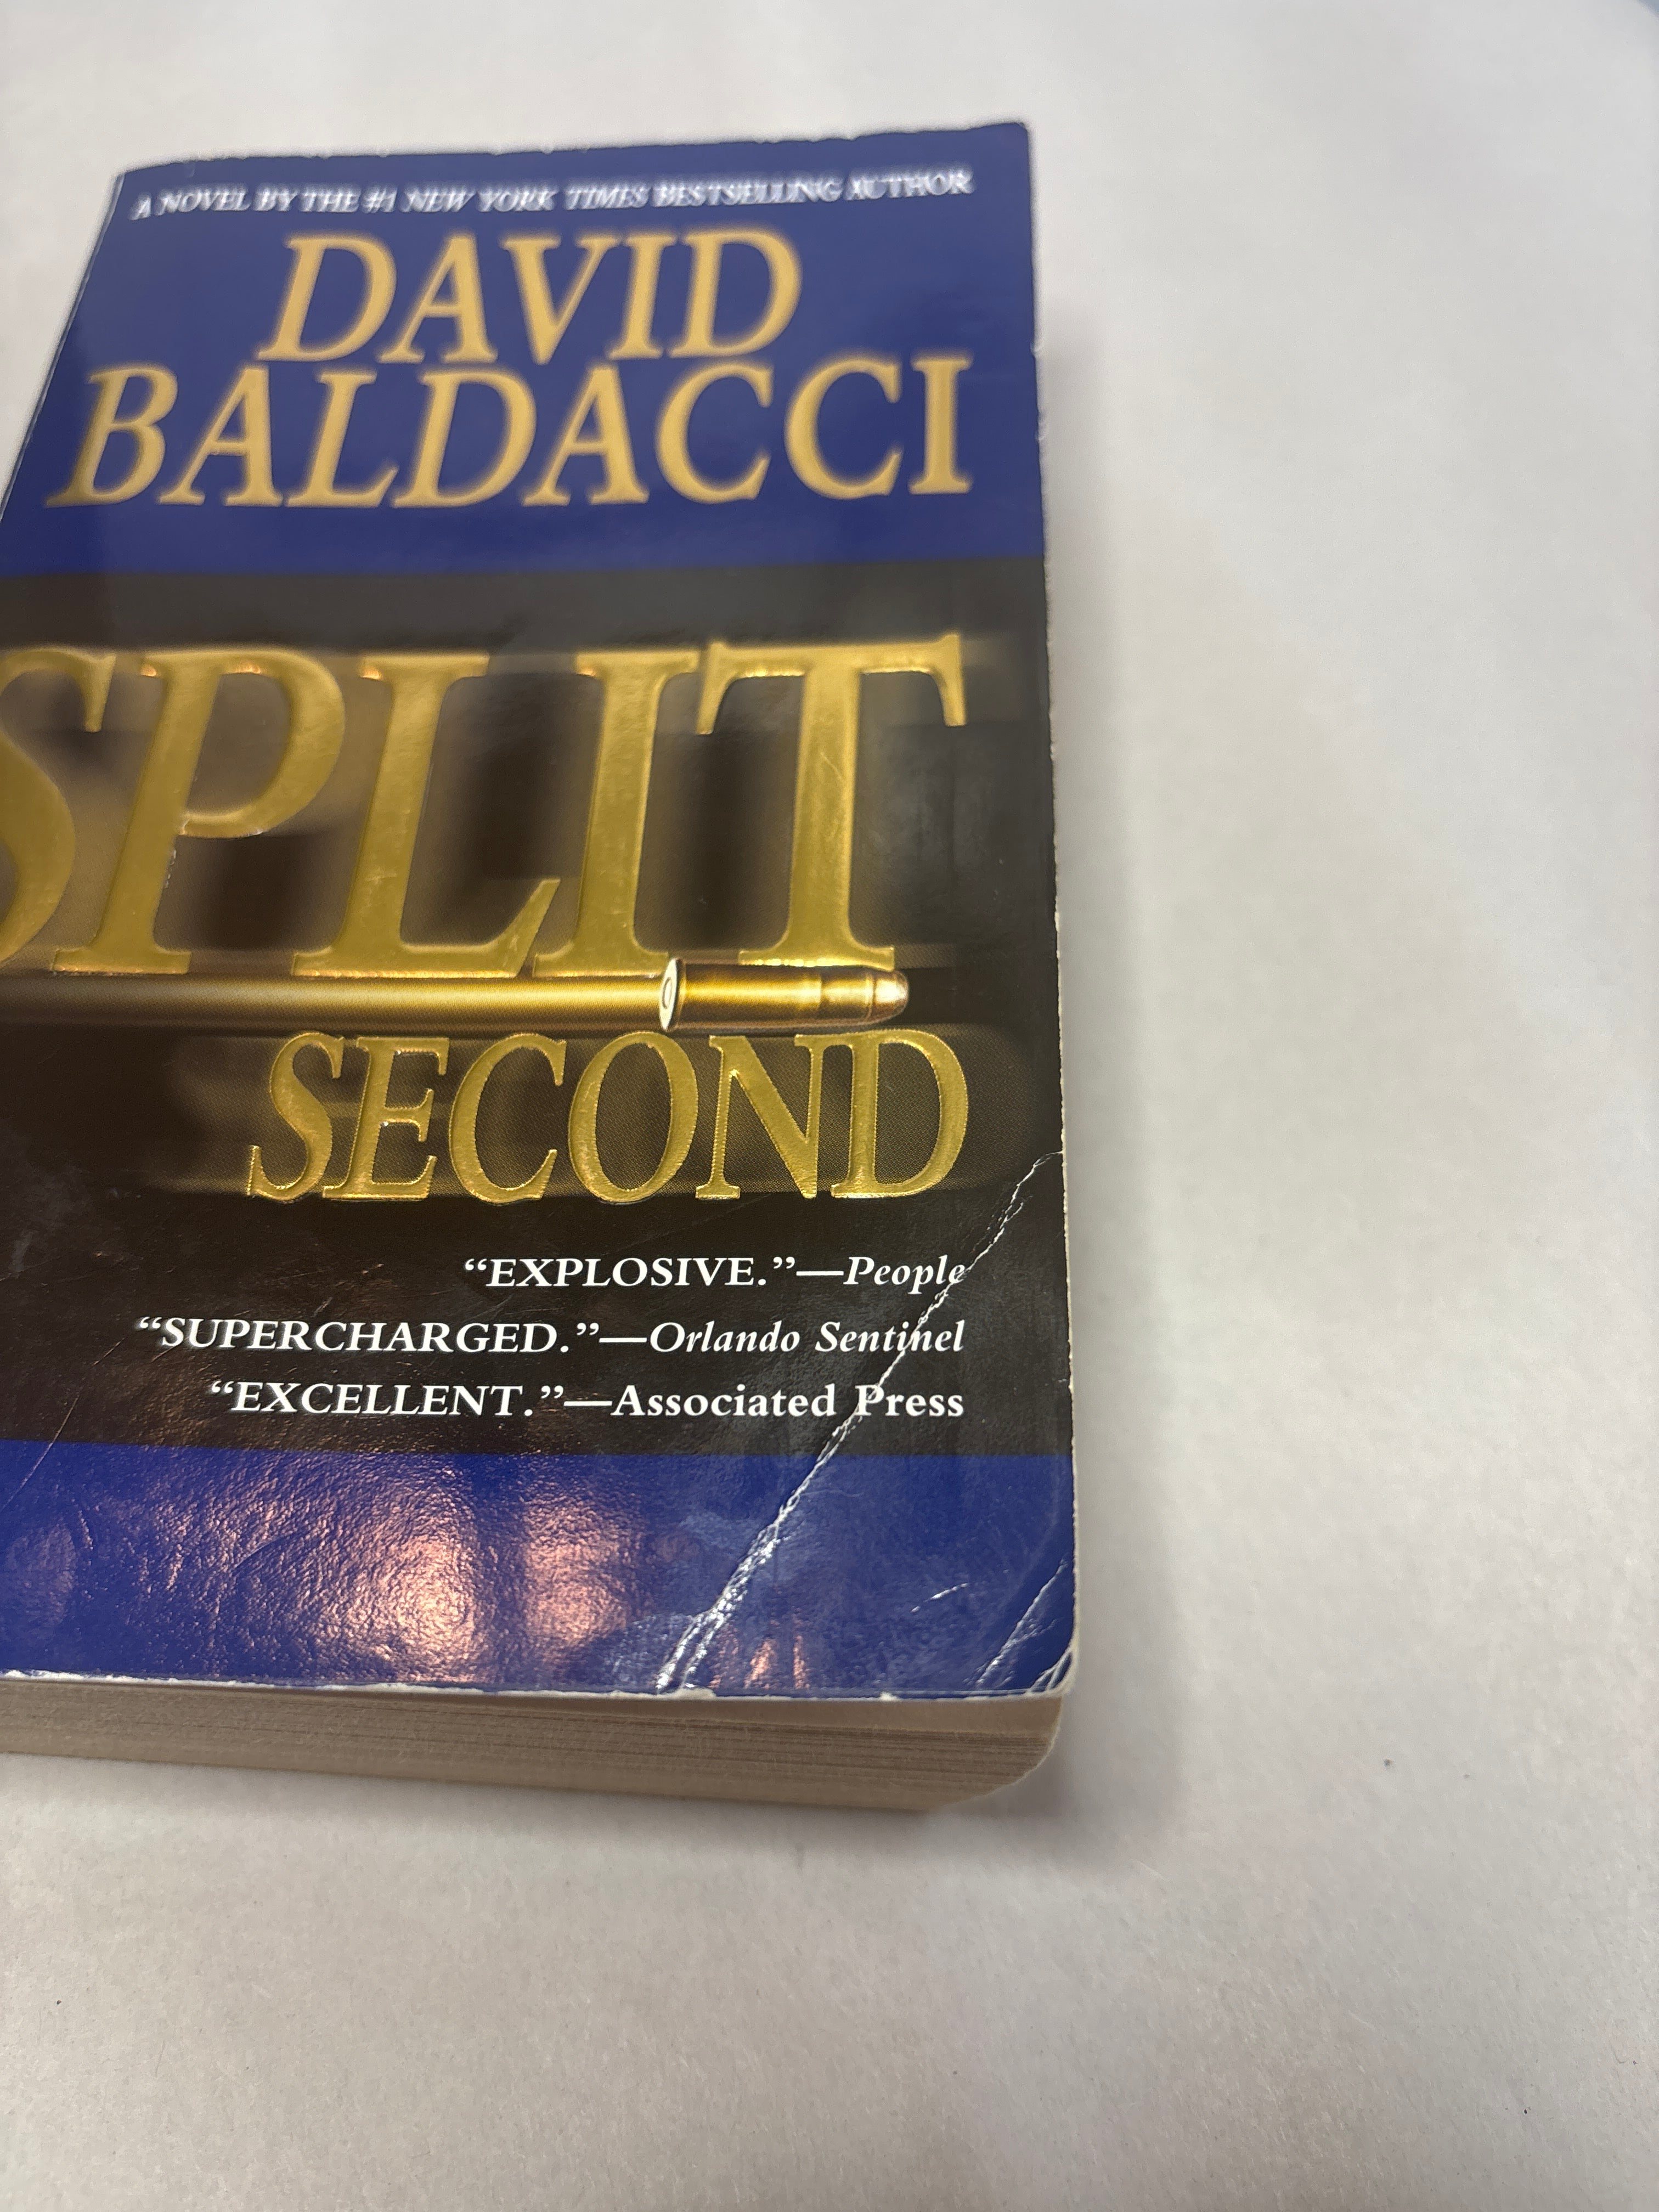 A NOVEL BY THE #1 NEW YORK TIMES BESTSELLING AUTHOR
DAVID
BALDACCI
SPLIT
SECOND
“EXPLOSIVE.”—People
“SUPERCHARGED.”—Orlando Sentinel
“EXCELLENT.”—Associated Press